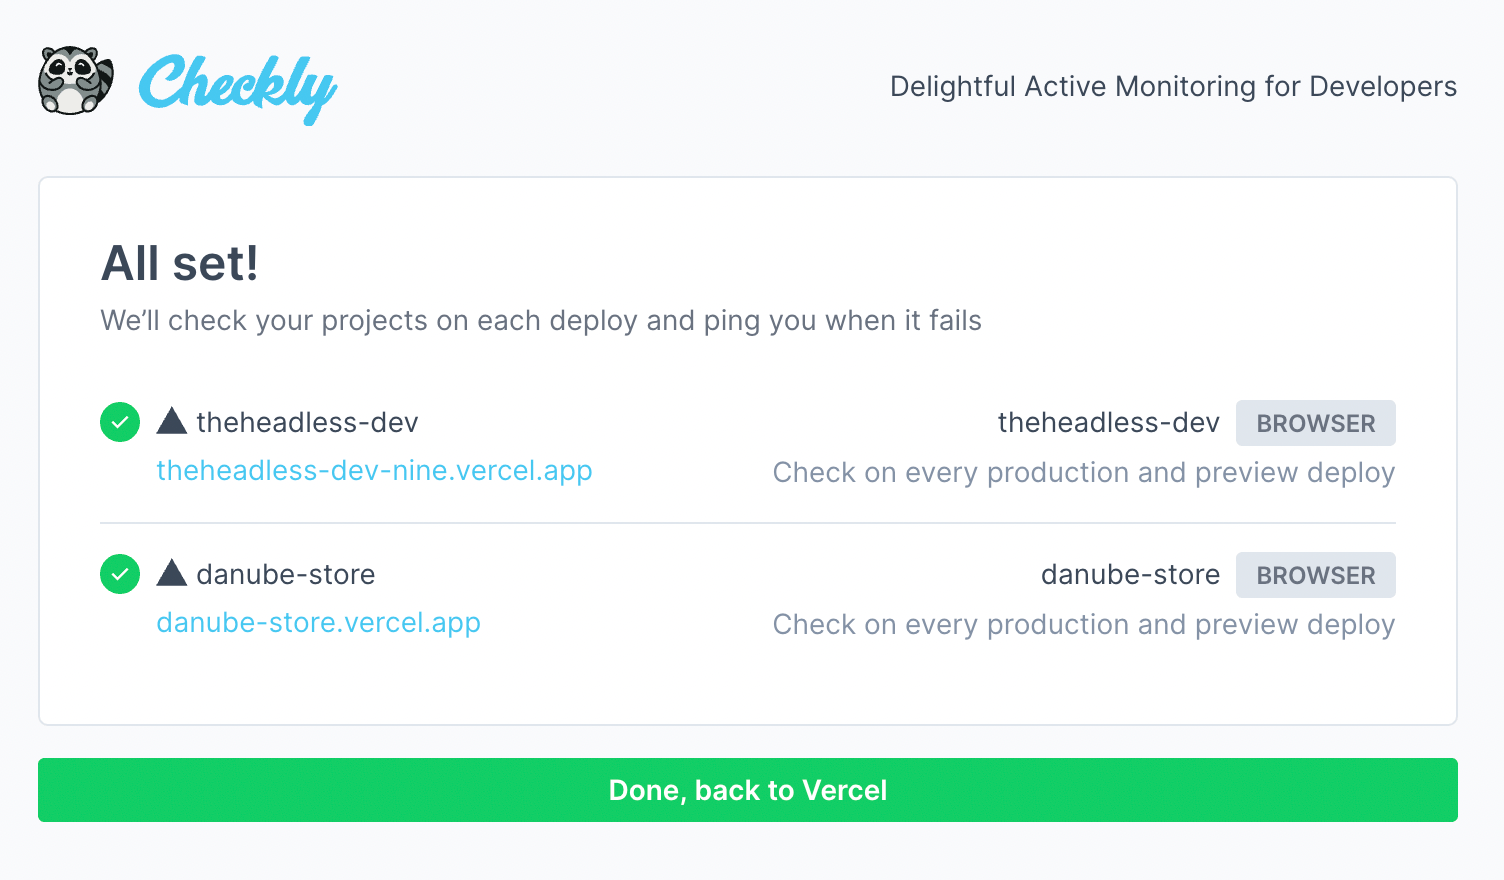 Checkly
Delightful Active Monitoring for Developers
All set!
We’ll check your projects on each deploy and ping you when it fails
theheadless-dev
theheadless-dev BROWSER
theheadless-dev-nine.vercel.app
Check on every production and preview deploy
danube-store
danube-store BROWSER
danube-store.vercel.app
Check on every production and preview deploy
Done, back to Vercel